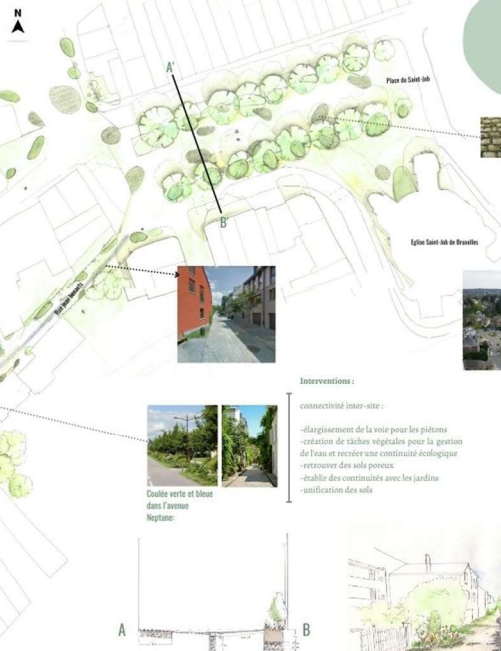 N
A'
Place de Saint-Job
B'
Eglise Saint-Job de Bruxelles
Interventions :
connectivité inter-site :
-élargissement de la voie pour les piétons
-création de tâches végétales pour la gestion
de l'eau et recréer une continuité écologique
-retrouver des sols poreux
-établir des continuités avec les jardins
-unification des sols
Coulée verte et bleue
dans l'avenue
Neptune:
A
B